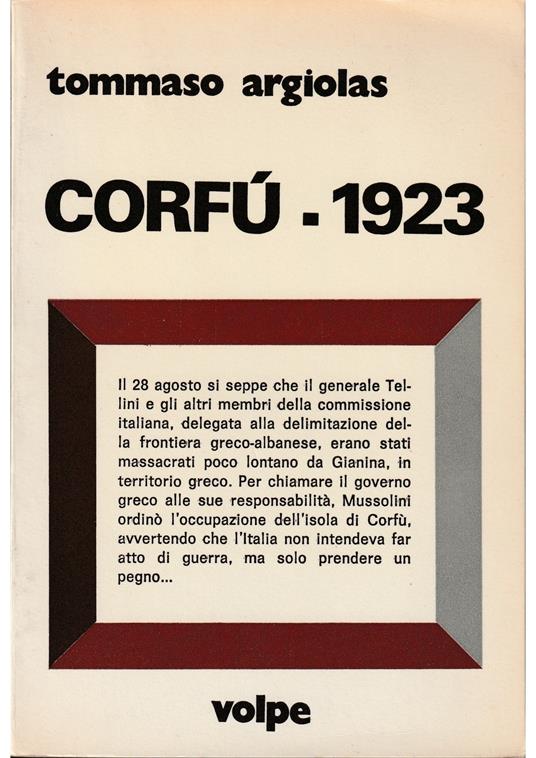 tommaso argiolas
CORFÚ - 1923
Il 28 agosto si seppe che il generale Tel-
lini e gli altri membri della commissione
italiana, delegata alla delimitazione del-
la frontiera greco-albanese, erano stati
massacrati poco lontano da Gianina, in
territorio greco. Per chiamare il governo
greco alle sue responsabilità, Mussolini
ordinò l'occupazione dell'isola di Corfù,
avvertendo che l'Italia non intendeva far
atto di guerra, ma solo prendere un
pegno...
volpe